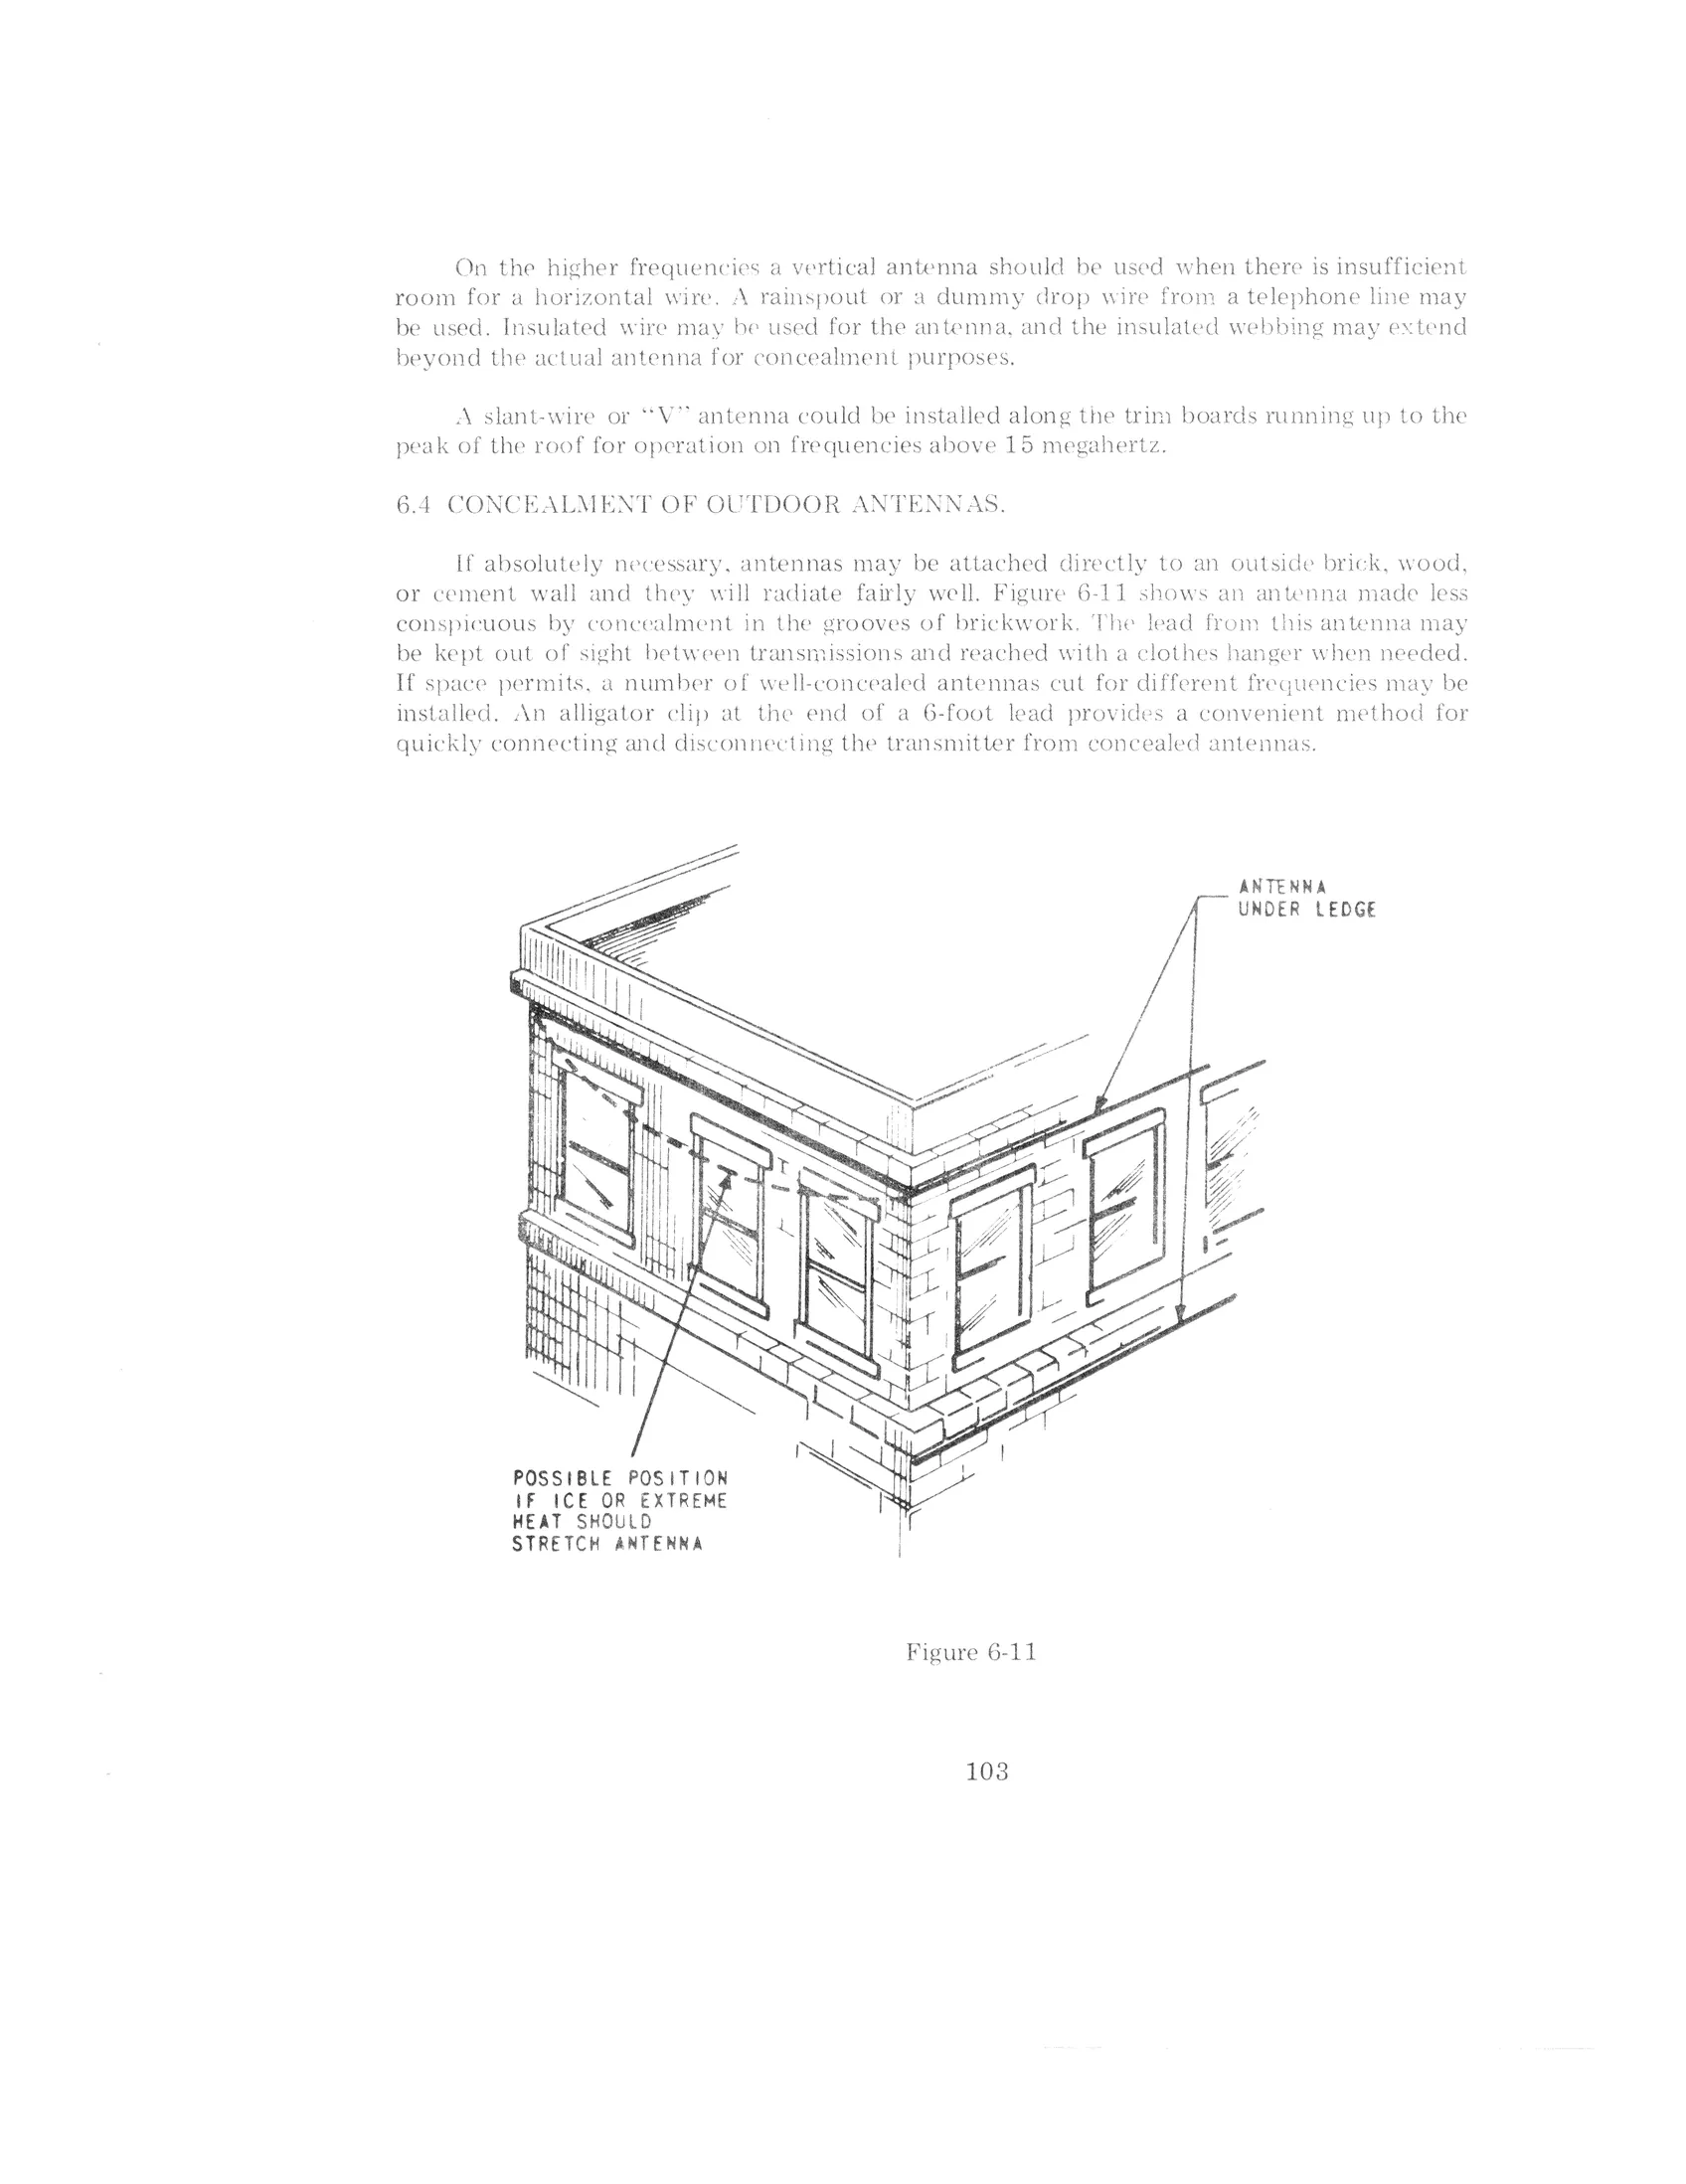 On the higher frequencies a vertical antenna should be used when there is insufficient
room for a horizontal wire. A rainspout or a dummy drop wire from a telephone line may
be used. Insulated wire may be used for the antenna, and the insulated webbing may extend
beyond the actual antenna for concealment purposes.
A slant-wire or “V” antenna could be installed along the trim boards running up to the
peak of the roof for operation on frequencies above 15 megahertz.
6.4 CONCEALMENT OF OUTDOOR ANTENNAS.
If absolutely necessary, antennas may be attached directly to an outside brick, wood,
or cement wall and they will radiate fairly well. Figure 6-11 shows an antenna made less
conspicuous by concealment in the grooves of brickwork. The lead from this antenna may
be kept out of sight between transmissions and reached with a clothes hanger when needed.
If space permits, a number of well-concealed antennas cut for different frequencies may be
installed. An alligator clip at the end of a 6-foot lead provides a convenient method for
quickly connecting and disconnecting the transmitter from concealed antennas.
ANTENNA
UNDER LEDGE
POSSIBLE POSITION
IF ICE OR EXTREME
HEAT SHOULD
STRETCH ANTENNA
Figure 6-11
103